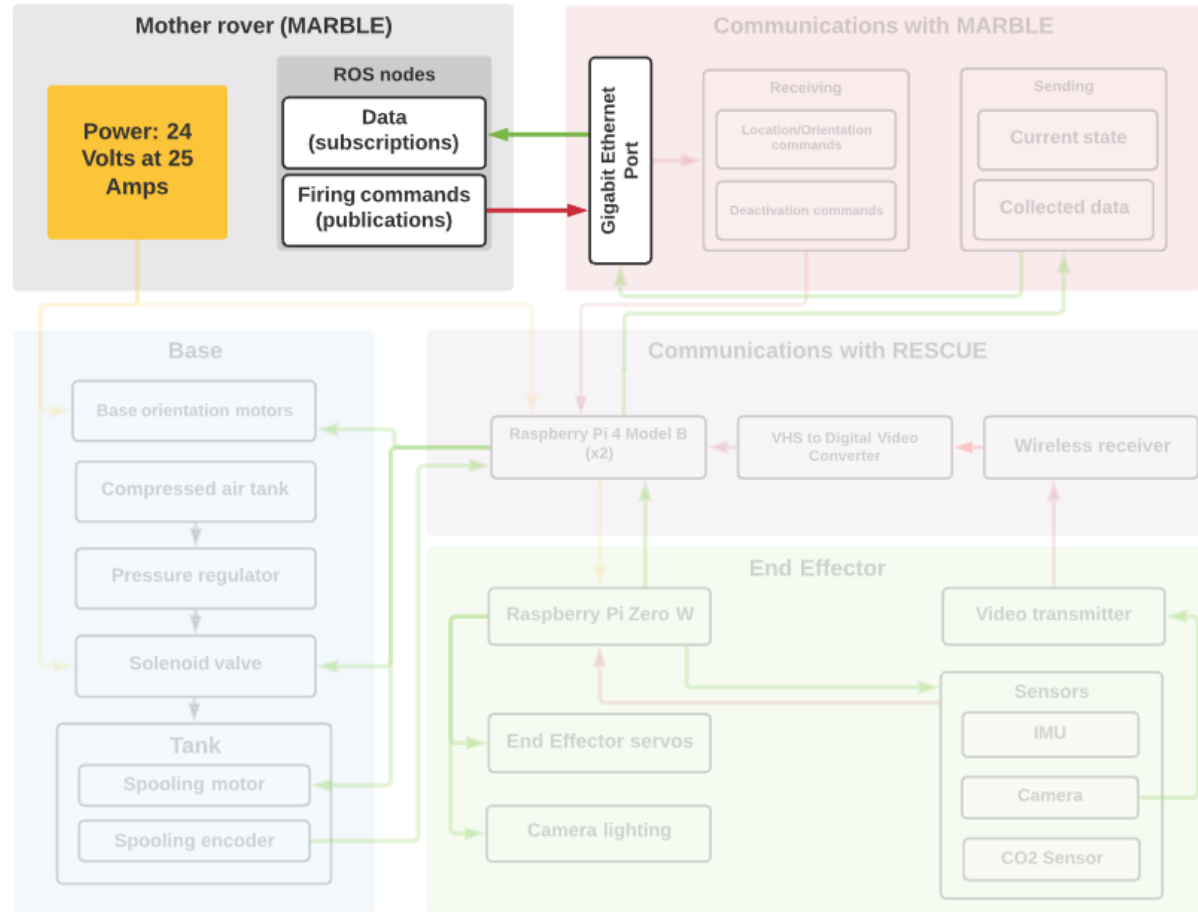 Mother rover (MARBLE)
Power: 24
Volts at 25
Amps
ROS nodes
Data
(subscriptions)
Firing commands
(publications)
Communications with MARBLE
Gigabit Ethernet
Port
Receiving
Location/Orientation
commands
Deactivation commands
Sending
Current state
Collected data
Base
Base orientation motors
Compressed air tank
Pressure regulator
Solenoid valve
Tank
Spooling motor
Spooling encoder
Communications with RESCUE
Raspberry Pi 4 Model B
(x2)
VHS to Digital Video
Converter
Wireless receiver
End Effector
Raspberry Pi Zero W
End Effector servos
Camera lighting
Video transmitter
Sensors
IMU
Camera
CO2 Sensor